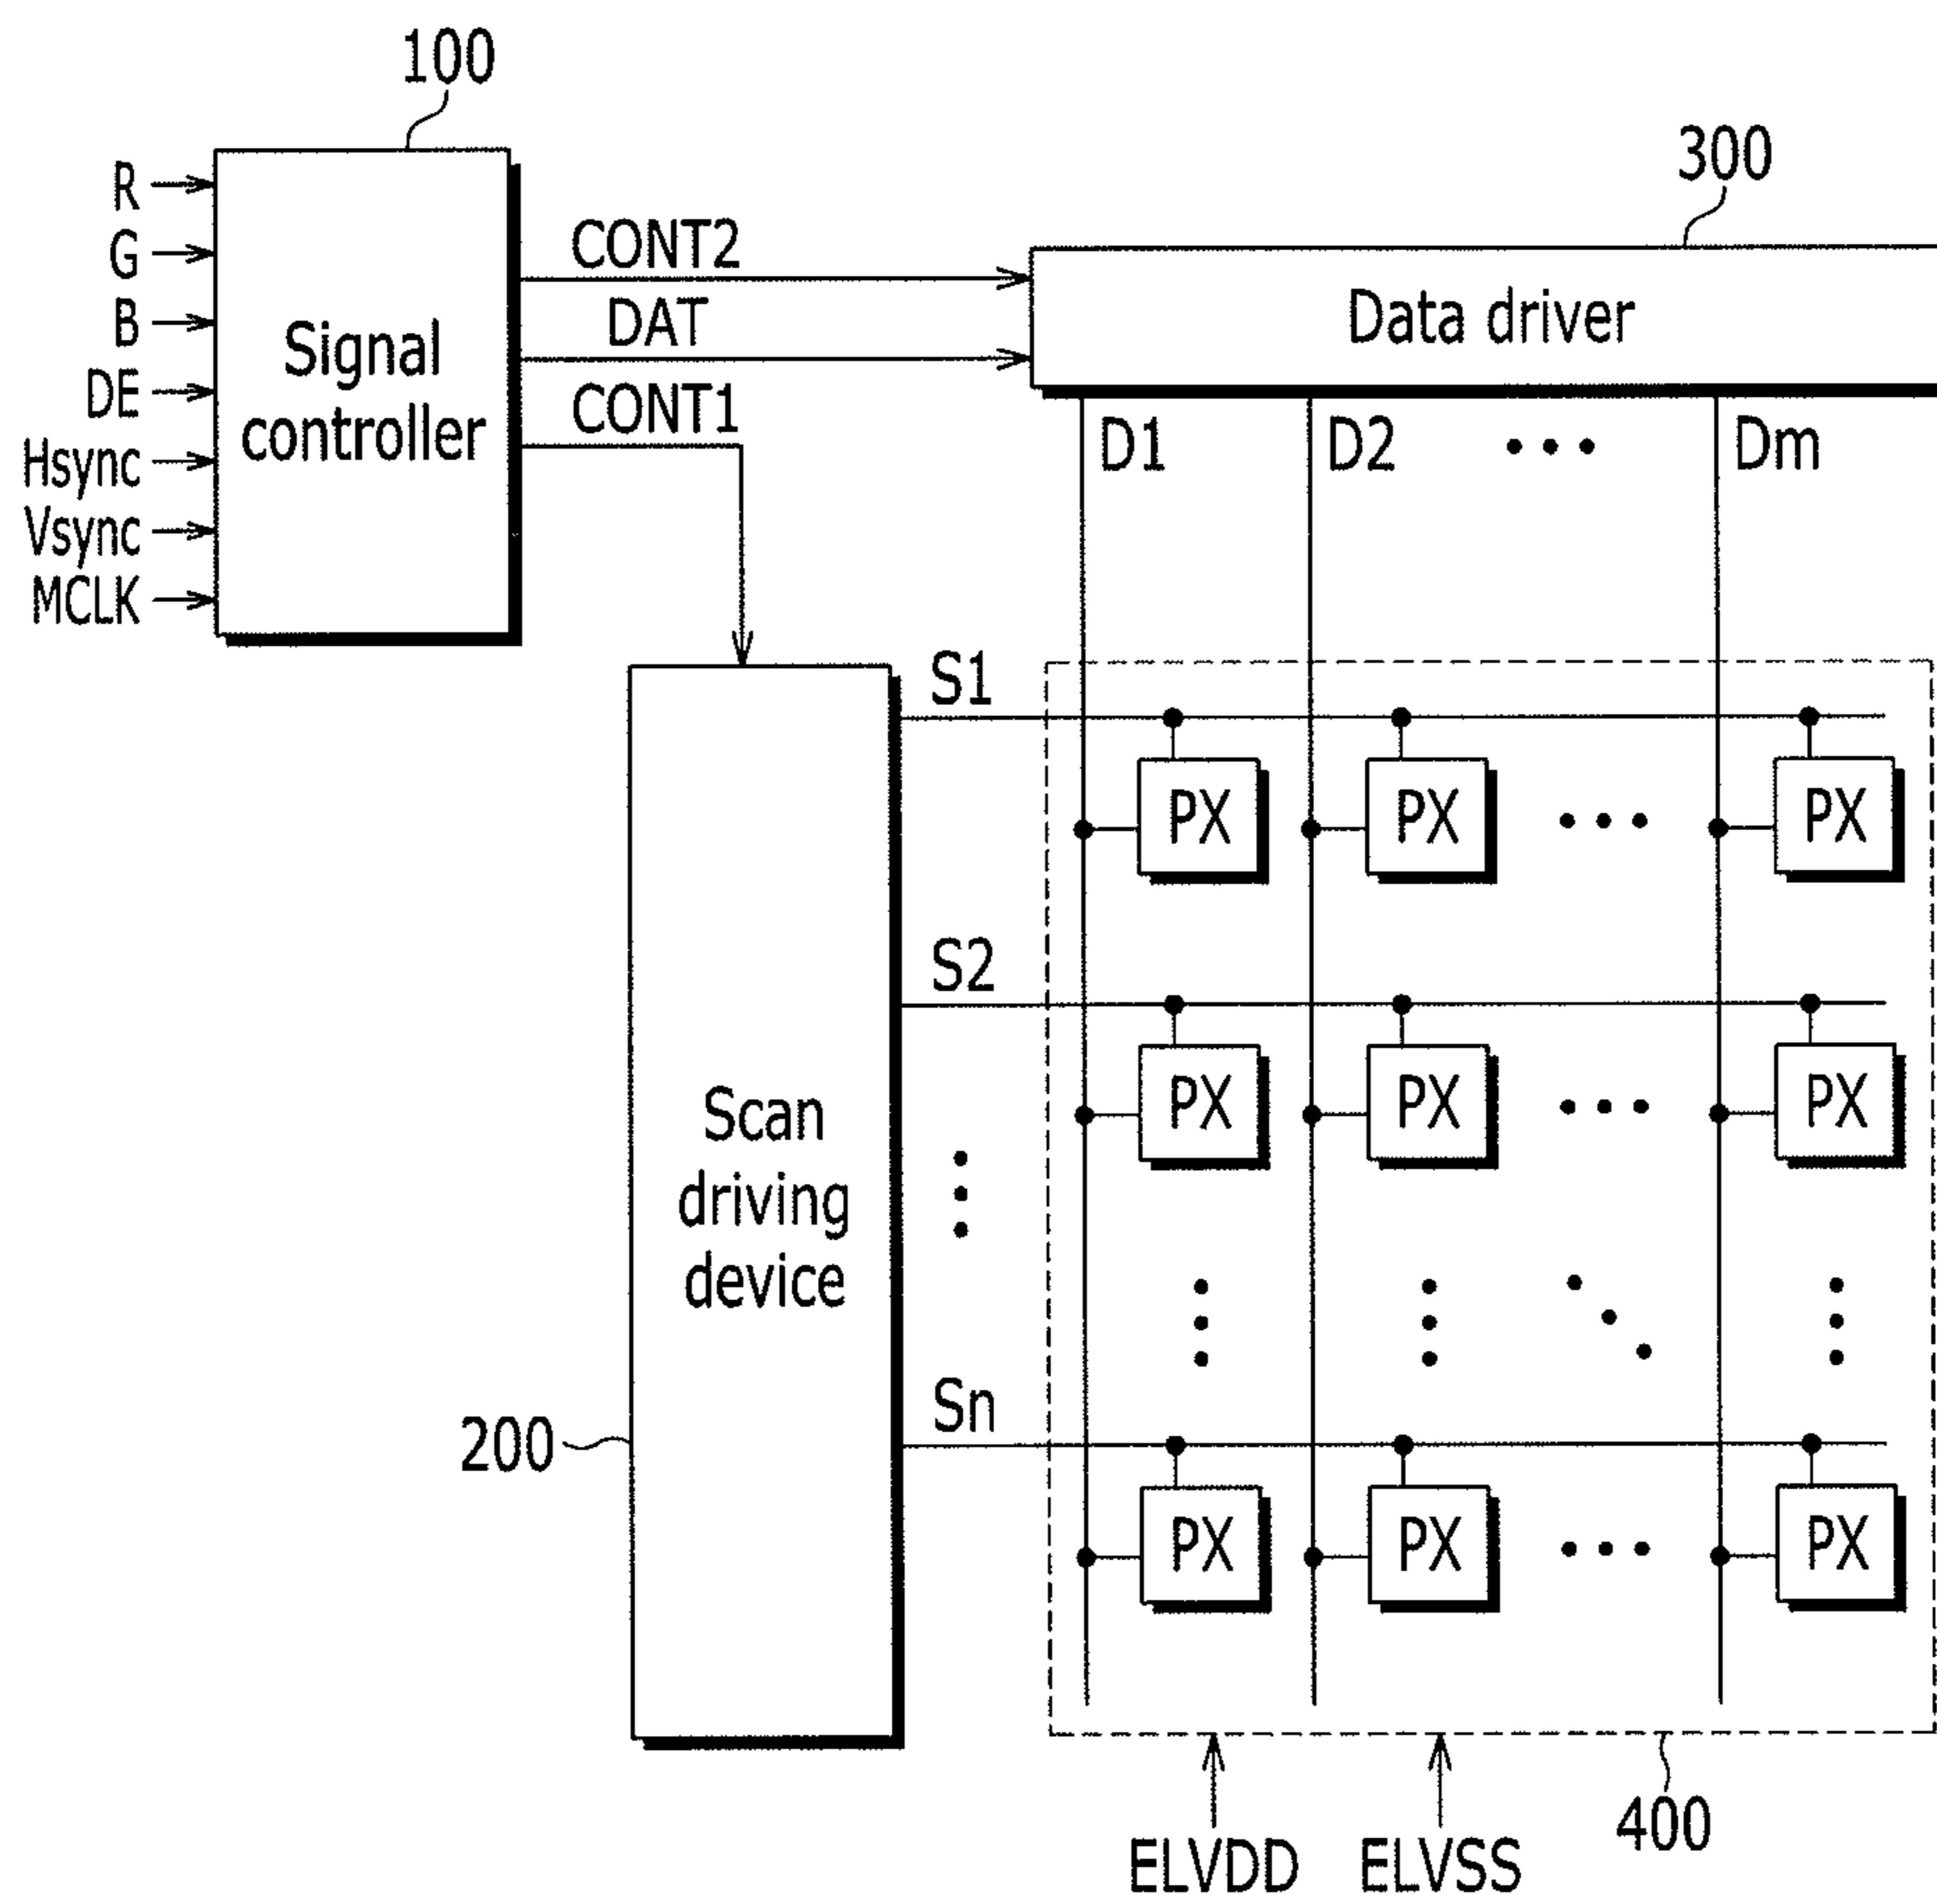 100
300
R
G
B
DE
Hsync
Vsync
MCLK
Signal
controller
CONT2
DAT
CONT1
Data driver
D1 D2 ... Dm
S1
PX PX ... PX
S2
PX PX ... PX
Scan
driving
device
200
Sn
PX PX ... PX
ELVDD ELVSS 400